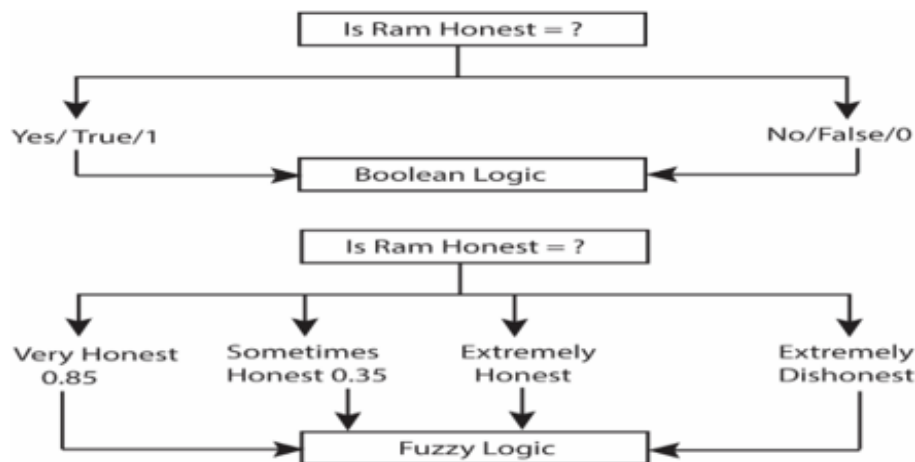 Is Ram Honest = ?
Yes/ True/1
No/False/0
Boolean Logic
Is Ram Honest = ?
Very Honest
0.85
Sometimes
Honest 0.35
Extremely
Honest
Extremely
Dishonest
Fuzzy Logic